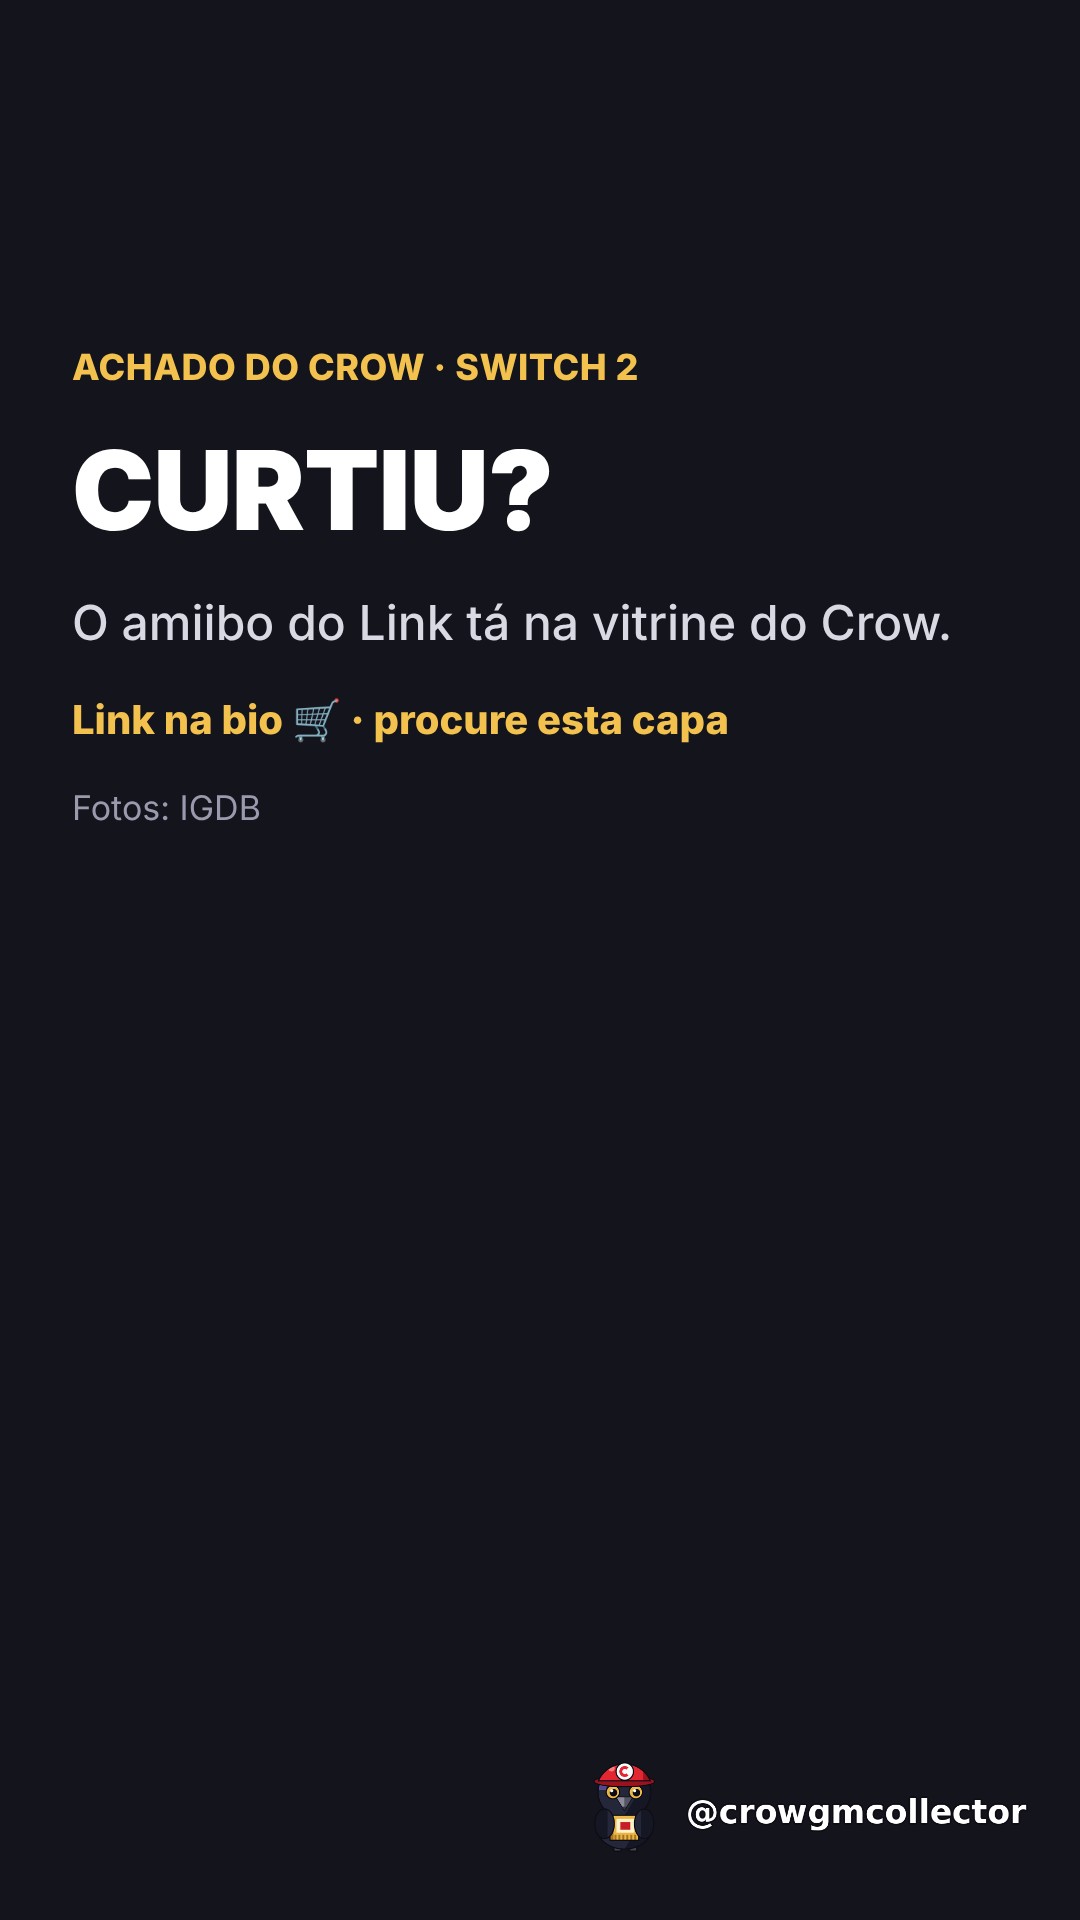 ACHADO DO CROW · SWITCH 2
CURTIU?
O amiibo do Link tá na vitrine do Crow.
Link na bio 🛒 · procure esta capa
Fotos: IGDB
C
@crowgmcollector